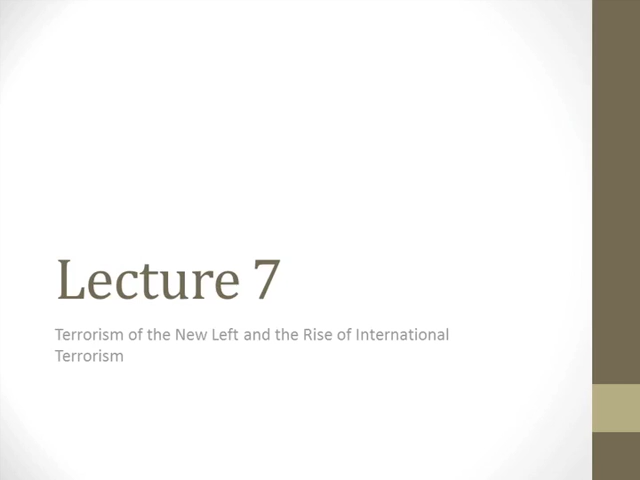 Lecture 7
Terrorism of the New Left and the Rise of International
Terrorism